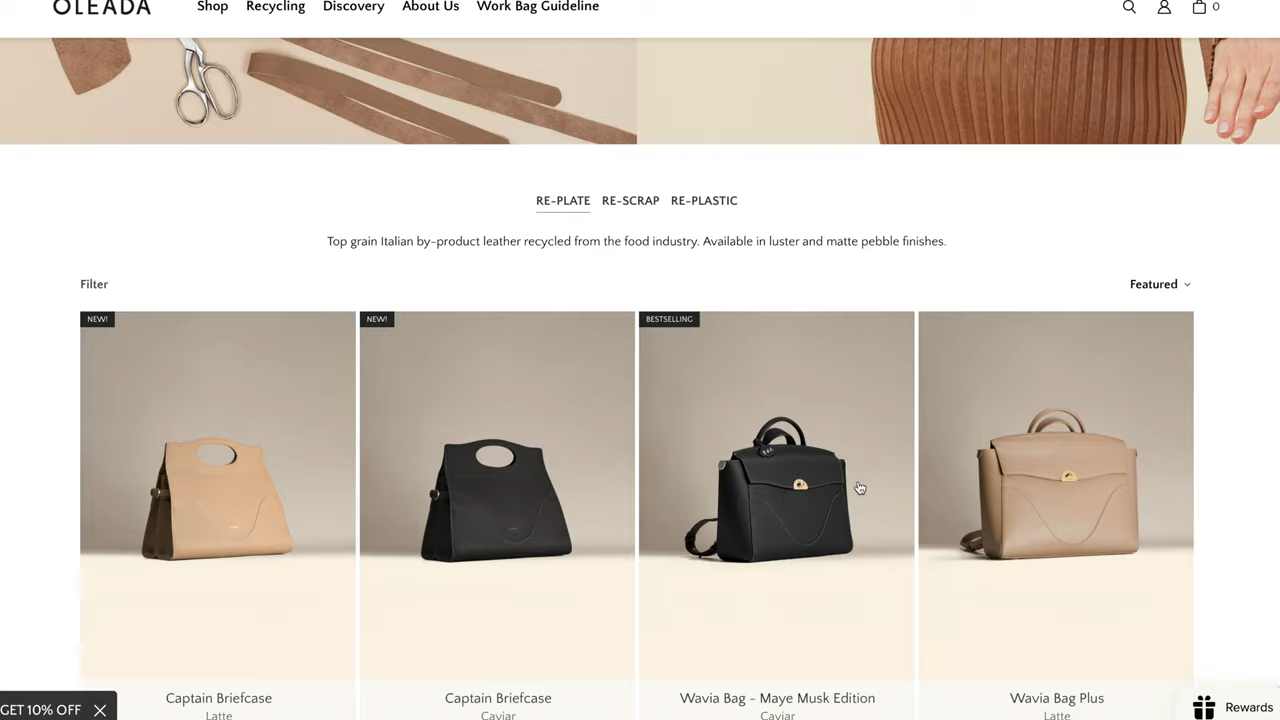 OLEADA
Shop Recycling Discovery About Us Work Bag Guideline
0
RE-PLATE RE-SCRAP RE-PLASTIC
Top grain Italian by-product leather recycled from the food industry. Available in luster and matte pebble finishes.
Filter
Featured
NEW!
NEW!
BESTSELLING
Captain Briefcase
Latte
Captain Briefcase
Caviar
Wavia Bag - Maye Musk Edition
Caviar
Wavia Bag Plus
Latte
GET 10% OFF
Rewards